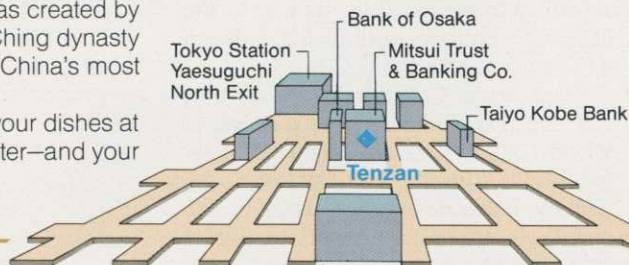 as created by
Ching dynasty
China's most
your dishes at
ter—and your
Bank of Osaka
Tokyo Station
Yaesuguchi
North Exit
Mitsui Trust
& Banking Co.
Taiyo Kobe Bank
Tenzan